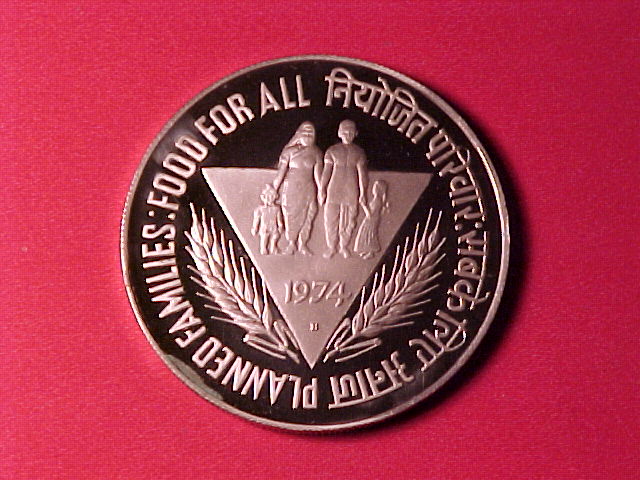 PLANNED FAMILIES: FOOD FOR ALL
नियोजित परिवार: सबके लिए अनाज
1974